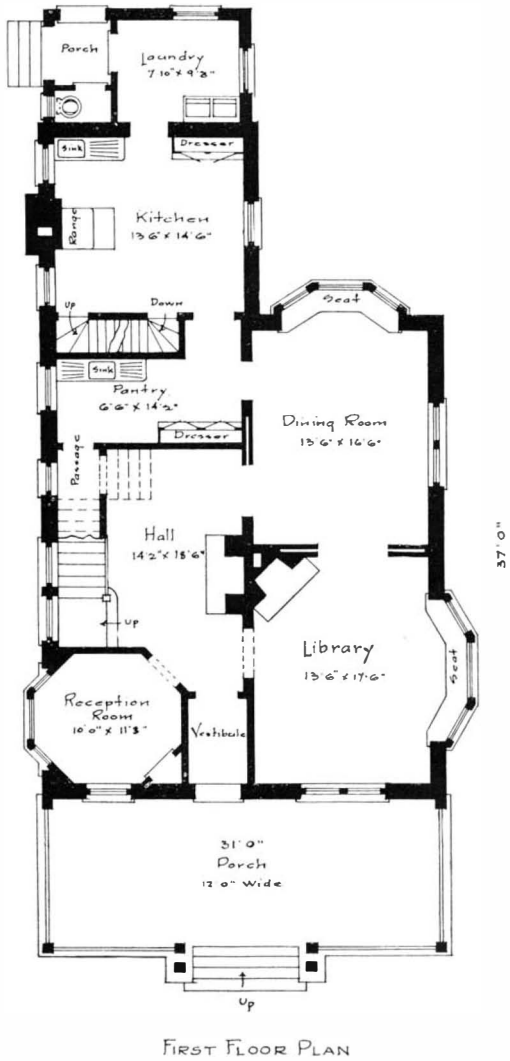 Porch
Laundry
7'10" x 9'8"
Sink
Dresser
Range
Kitchen
13'6" x 14'6"
Up
Down
Seat
Sink
Pantry
6'6" x 14'2"
Dresser
Dining Room
13'6" x 16'6"
Passage
Hall
14'2" x 18'6"
37'0"
Up
Library
13'6" x 17'6"
Seat
Reception
Room
10'0" x 11'8"
Vestibule
31'0"
Porch
12'0" Wide
Up
FIRST FLOOR PLAN